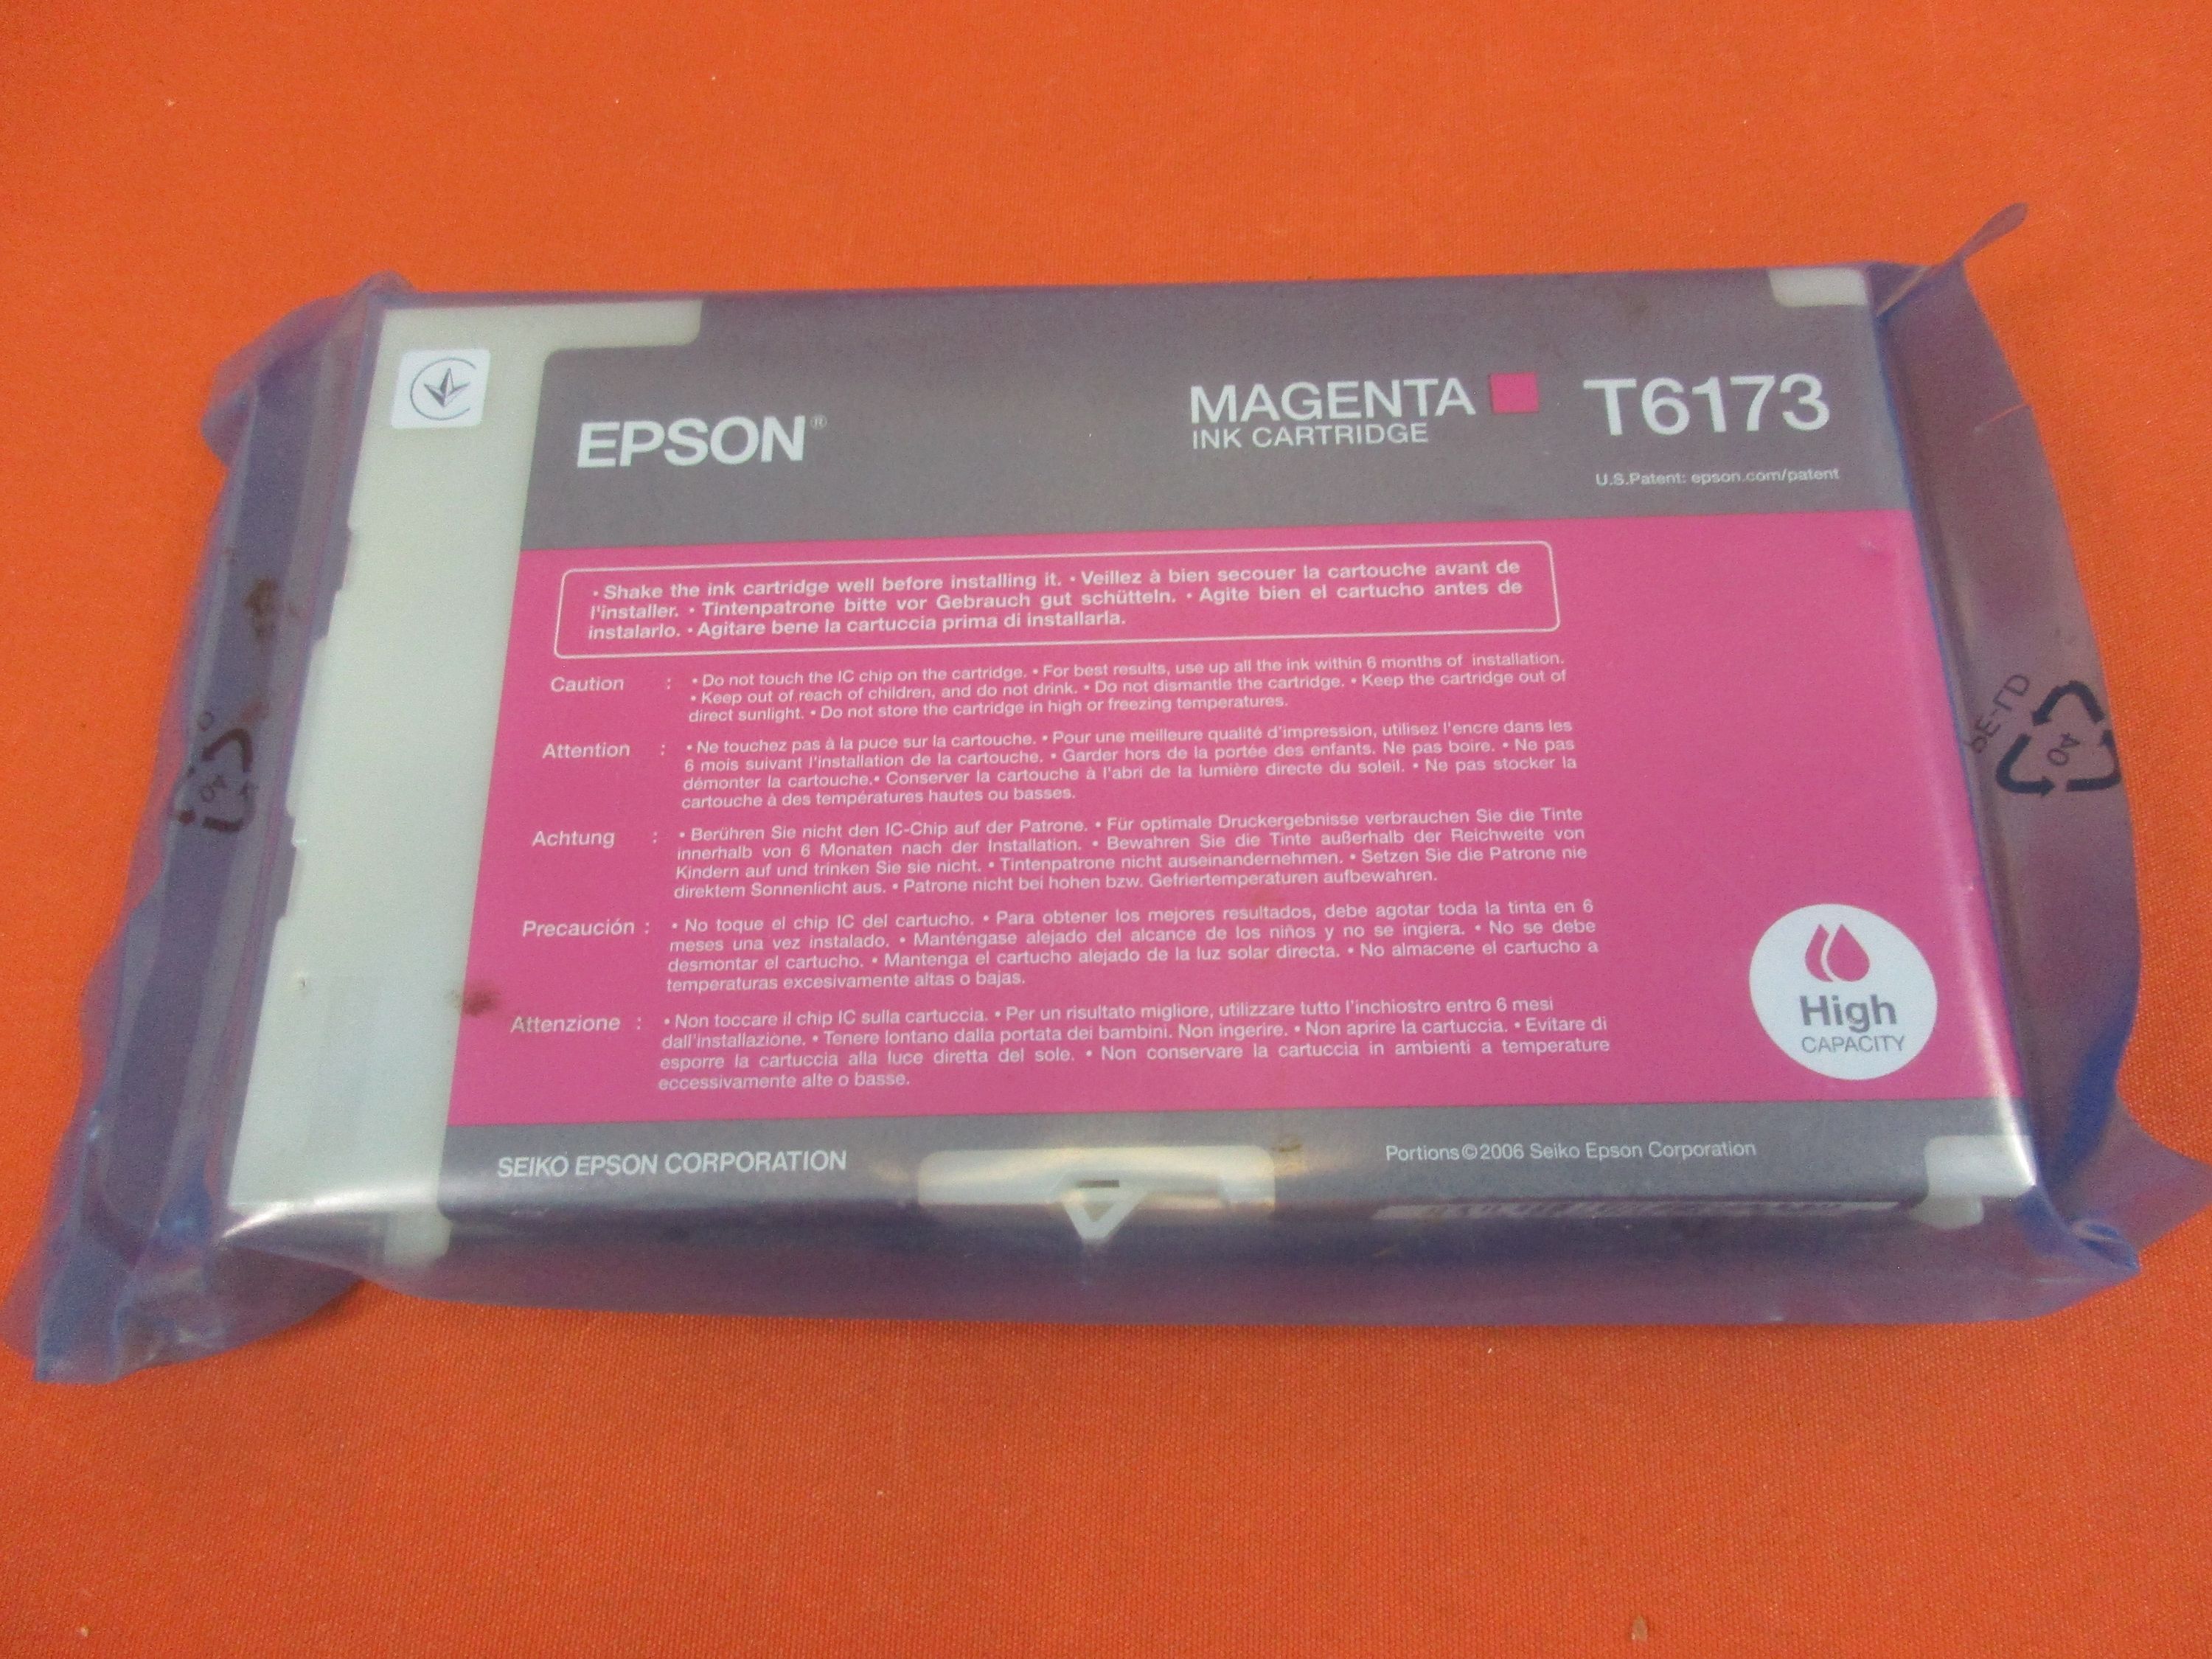 EPSON®
MAGENTA
INK CARTRIDGE
T6173
U.S.Patent: epson.com/patent
• Shake the ink cartridge well before installing it. • Veillez à bien secouer la cartouche avant de
l'installer. • Tintenpatrone bitte vor Gebrauch gut schütteln. • Agite bien el cartucho antes de
instalarlo. • Agitare bene la cartuccia prima di installarla.
Caution : • Do not touch the IC chip on the cartridge. • For best results, use up all the ink within 6 months of installation.
• Keep out of reach of children, and do not drink. • Do not dismantle the cartridge. • Keep the cartridge out of
direct sunlight. • Do not store the cartridge in high or freezing temperatures.
Attention : • Ne touchez pas à la puce sur la cartouche. • Pour une meilleure qualité d'impression, utilisez l'encre dans les
6 mois suivant l'installation de la cartouche. • Garder hors de la portée des enfants. Ne pas boire. • Ne pas
démonter la cartouche.• Conserver la cartouche à l'abri de la lumière directe du soleil. • Ne pas stocker la
cartouche à des températures hautes ou basses.
Achtung : • Berühren Sie nicht den IC-Chip auf der Patrone. • Für optimale Druckergebnisse verbrauchen Sie die Tinte
innerhalb von 6 Monaten nach der Installation. • Bewahren Sie die Tinte außerhalb der Reichweite von
Kindern auf und trinken Sie sie nicht. • Tintenpatrone nicht auseinandernehmen. • Setzen Sie die Patrone nie
direktem Sonnenlicht aus. • Patrone nicht bei hohen bzw. Gefriertemperaturen aufbewahren.
Precaución : • No toque el chip IC del cartucho. • Para obtener los mejores resultados, debe agotar toda la tinta en 6
meses una vez instalado. • Manténgase alejado del alcance de los niños y no se ingiera. • No se debe
desmontar el cartucho. • Mantenga el cartucho alejado de la luz solar directa. • No almacene el cartucho a
temperaturas excesivamente altas o bajas.
Attenzione : • Non toccare il chip IC sulla cartuccia. • Per un risultato migliore, utilizzare tutto l'inchiostro entro 6 mesi
dall'installazione. • Tenere lontano dalla portata dei bambini. Non ingerire. • Non aprire la cartuccia. • Evitare di
esporre la cartuccia alla luce diretta del sole. • Non conservare la cartuccia in ambienti a temperature
eccessivamente alte o basse.
High
CAPACITY
SEIKO EPSON CORPORATION
Portions©2006 Seiko Epson Corporation
PE-LD
04